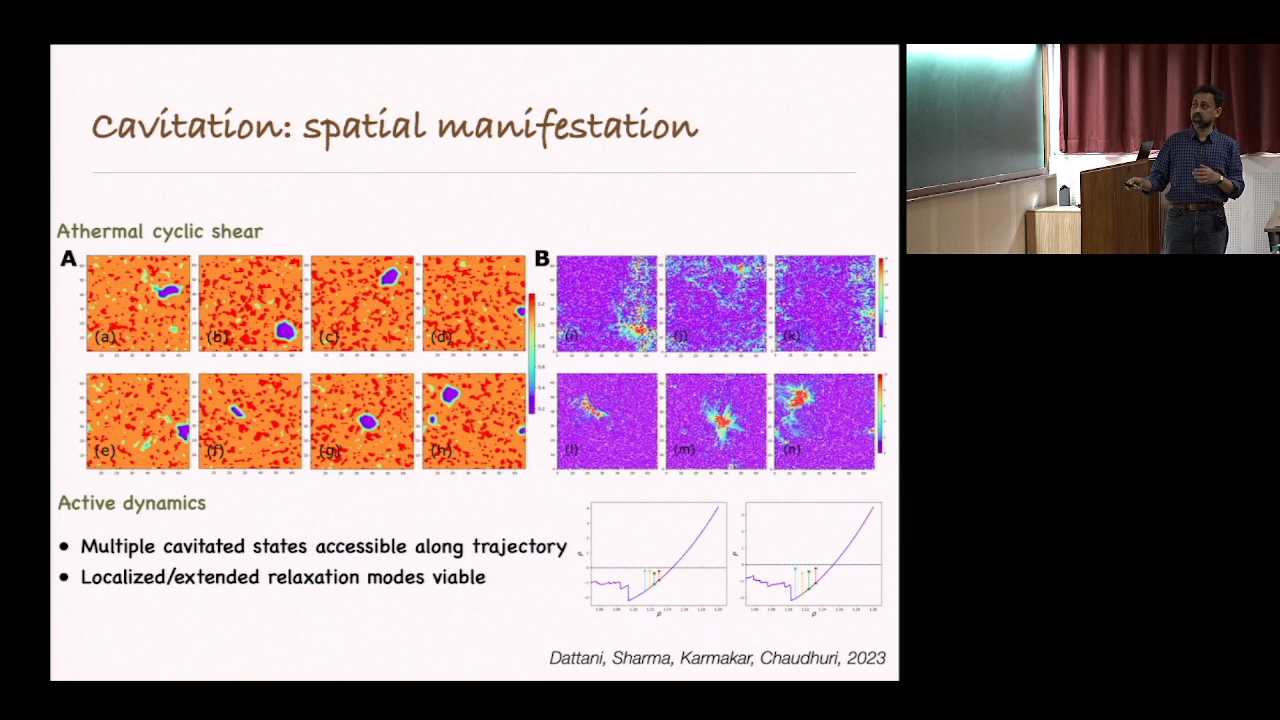 Cavitation: spatial manifestation
Athermal cyclic shear
A
B
(a)
(b)
(c)
(d)
(i)
(j)
(k)
(e)
(f)
(g)
(h)
(l)
(m)
(n)
Active dynamics
• Multiple cavitated states accessible along trajectory
• Localized/extended relaxation modes viable
Dattani, Sharma, Karmakar, Chaudhuri, 2023